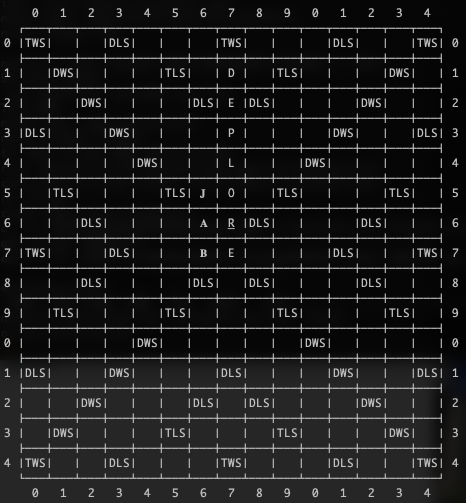 0 1 2 3 4 5 6 7 8 9 0 1 2 3 4
0 |TWS| | |DLS| | | |TWS| | | |DLS| | |TWS| 0
1 | |DWS| | | |TLS| | D | |TLS| | | |DWS| | 1
2 | | |DWS| | | |DLS| E |DLS| | | |DWS| | | 2
3 |DLS| | |DWS| | | | P | | | |DWS| | |DLS| 3
4 | | | | |DWS| | | L | | |DWS| | | | | 4
5 | |TLS| | | |TLS| J | O | |TLS| | | |TLS| | 5
6 | | |DLS| | | | A | R |DLS| | | |DLS| | | 6
7 |TWS| | |DLS| | | B | E | | | |DLS| | |TWS| 7
8 | | |DLS| | | |DLS| |DLS| | | |DLS| | | 8
9 | |TLS| | | |TLS| | | |TLS| | | |TLS| | 9
0 | | | | |DWS| | | | | |DWS| | | | | 0
1 |DLS| | |DWS| | | |DLS| | | |DWS| | |DLS| 1
2 | | |DWS| | | |DLS| |DLS| | | |DWS| | | 2
3 | |DWS| | | |TLS| | | |TLS| | | |DWS| | 3
4 |TWS| | |DLS| | | |TWS| | | |DLS| | |TWS| 4
0 1 2 3 4 5 6 7 8 9 0 1 2 3 4